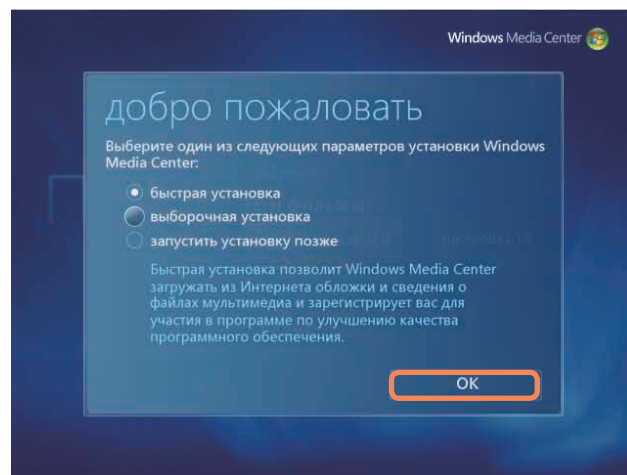 Windows Media Center
добро пожаловать
Выберите один из следующих параметров установки Windows
Media Center:
быстрая установка
выборочная установка
запустить установку позже
Быстрая установка позволит Windows Media Center
загружать из Интернета обложки и сведения о
файлах мультимедиа и зарегистрирует вас для
участия в программе по улучшению качества
программного обеспечения.
ОК